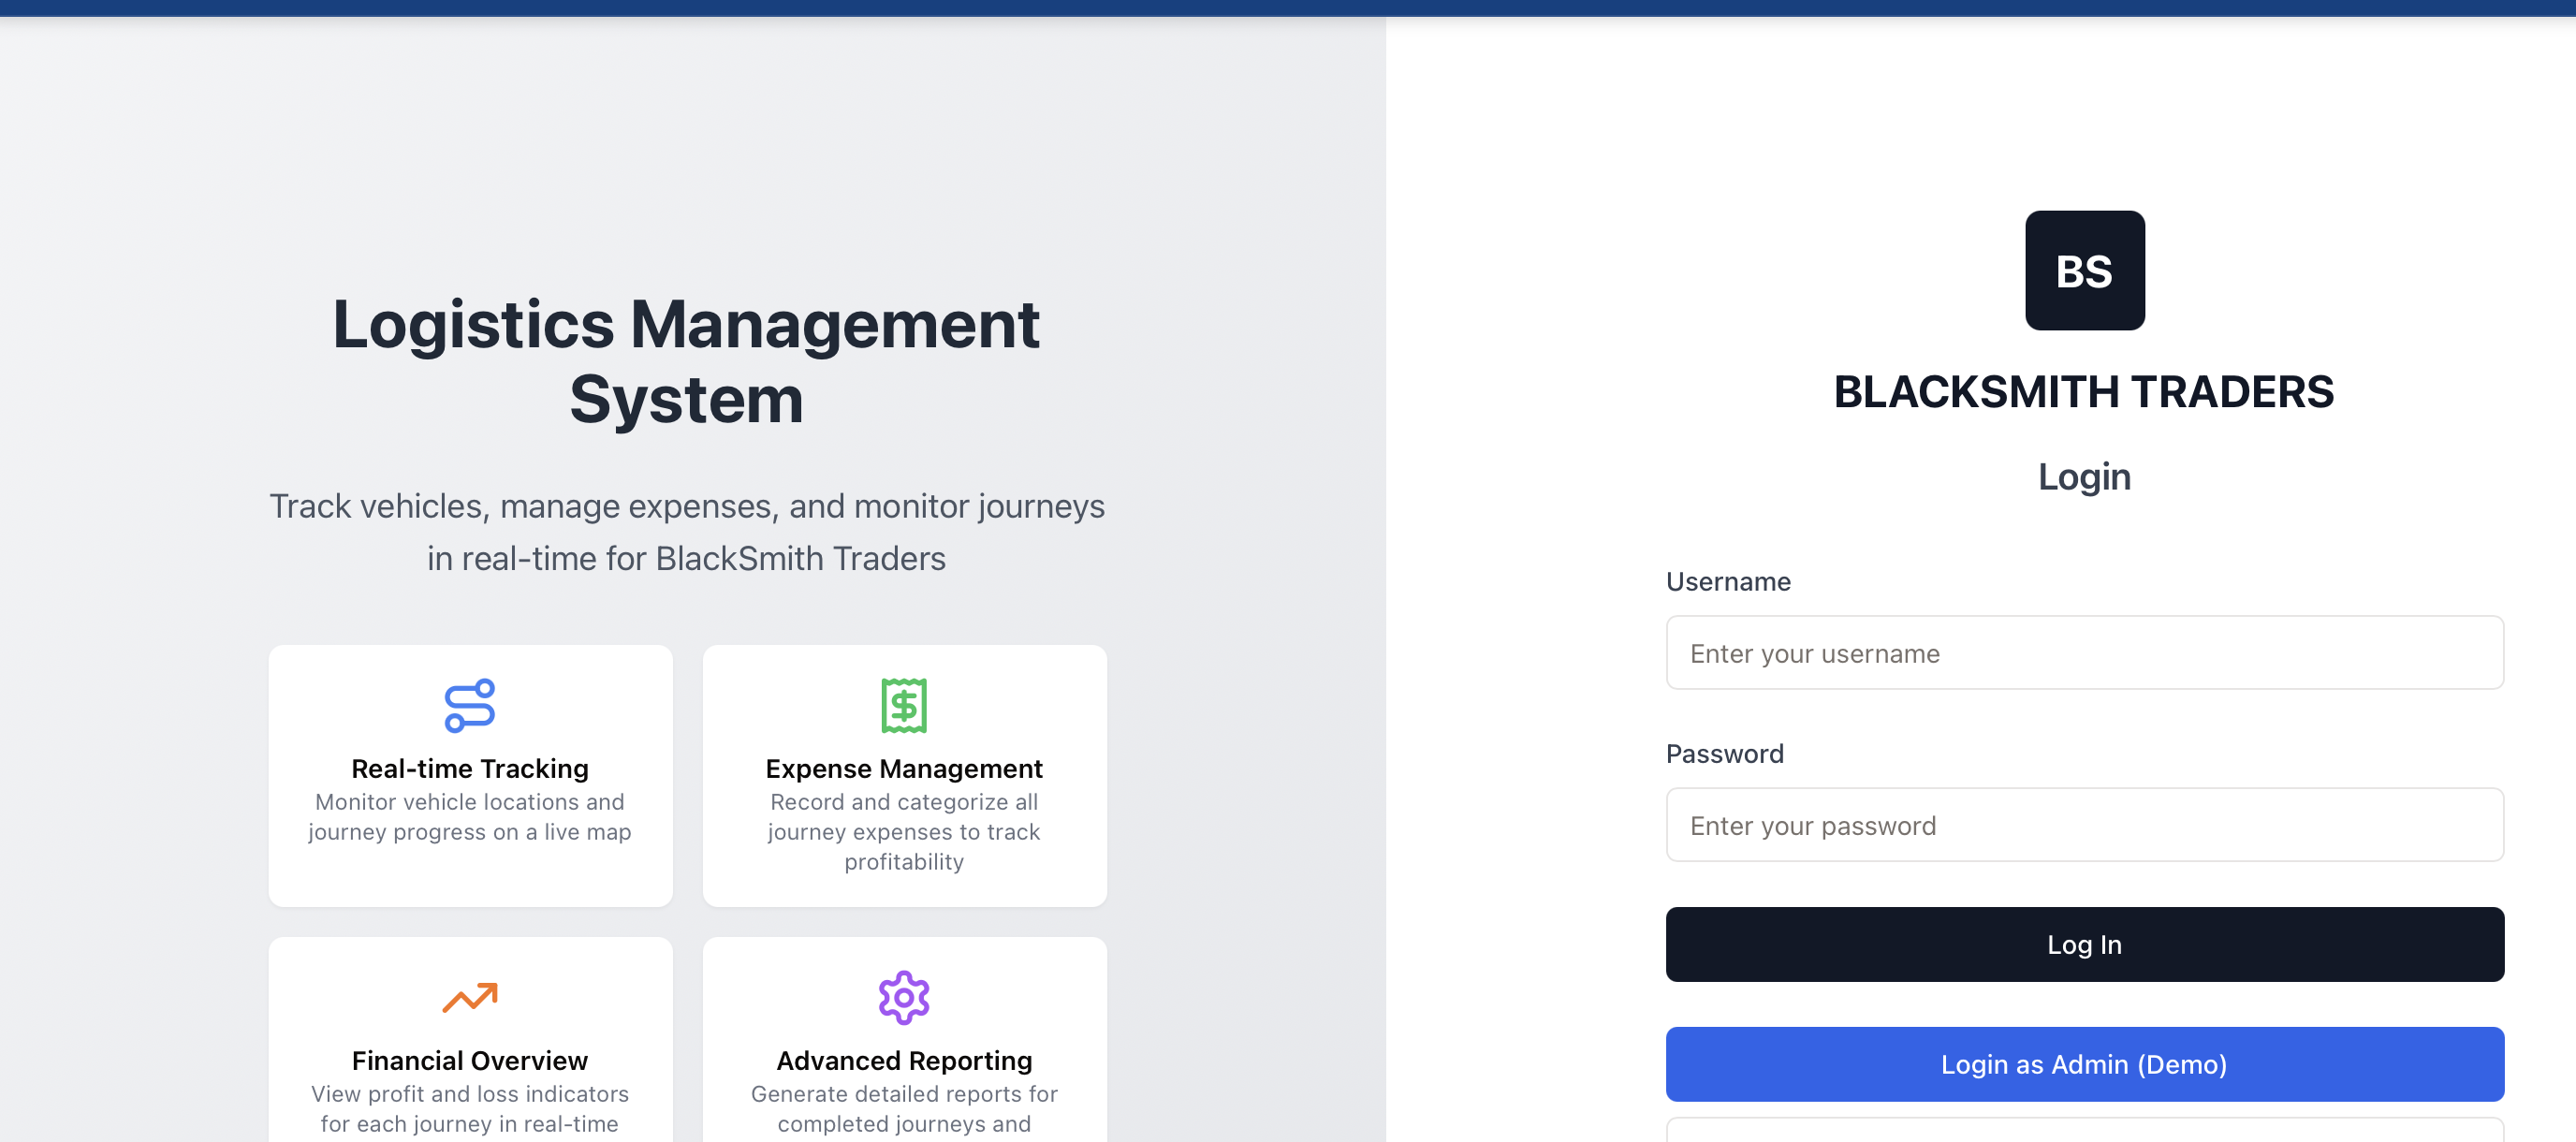 Logistics Management
System
Track vehicles, manage expenses, and monitor journeys
in real-time for BlackSmith Traders
Real-time Tracking
Monitor vehicle locations and
journey progress on a live map
Expense Management
Record and categorize all
journey expenses to track
profitability
Financial Overview
View profit and loss indicators
for each journey in real-time
Advanced Reporting
Generate detailed reports for
completed journeys and
BS
BLACKSMITH TRADERS
Login
Username
Enter your username
Password
Enter your password
Log In
Login as Admin (Demo)